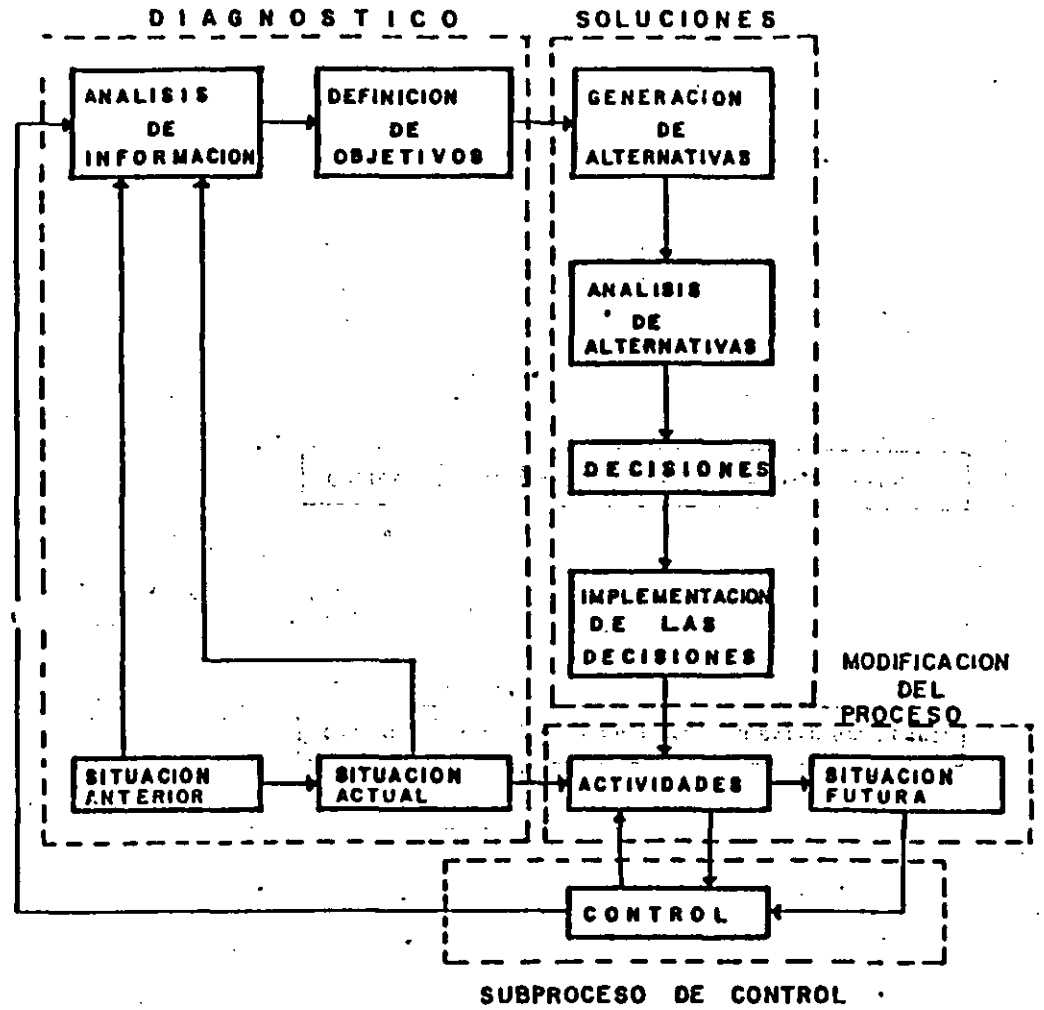 DIAGNOSTICO
SOLUCIONES
ANALISIS
DE
INFORMACION
DEFINICION
DE
OBJETIVOS
GENERACION
DE
ALTERNATIVAS
ANALISIS
DE
ALTERNATIVAS
DECISIONES
IMPLEMENTACION
DE LAS
DECISIONES
MODIFICACION
DEL
PROCESO
SITUACION
ANTERIOR
SITUACION
ACTUAL
ACTIVIDADES
SITUACION
FUTURA
CONTROL
SUBPROCESO DE CONTROL